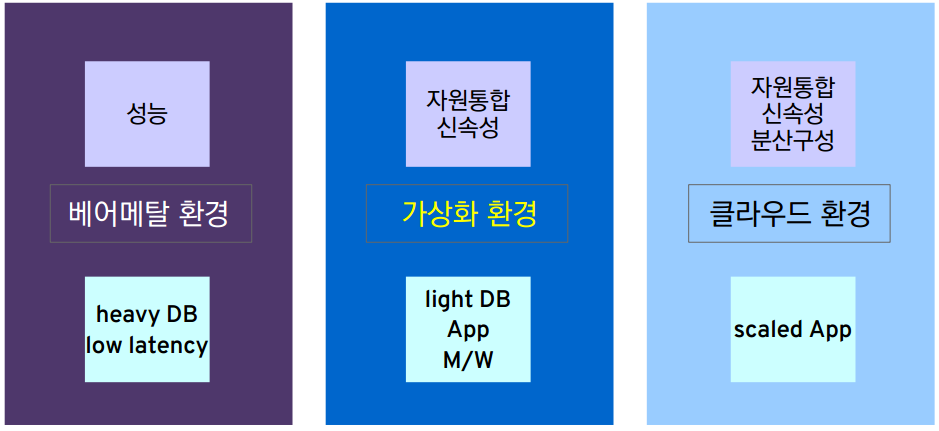 성능
베어메탈 환경
heavy DB
low latency
자원통합
신속성
가상화 환경
light DB
App
M/W
자원통합
신속성
분산구성
클라우드 환경
scaled App